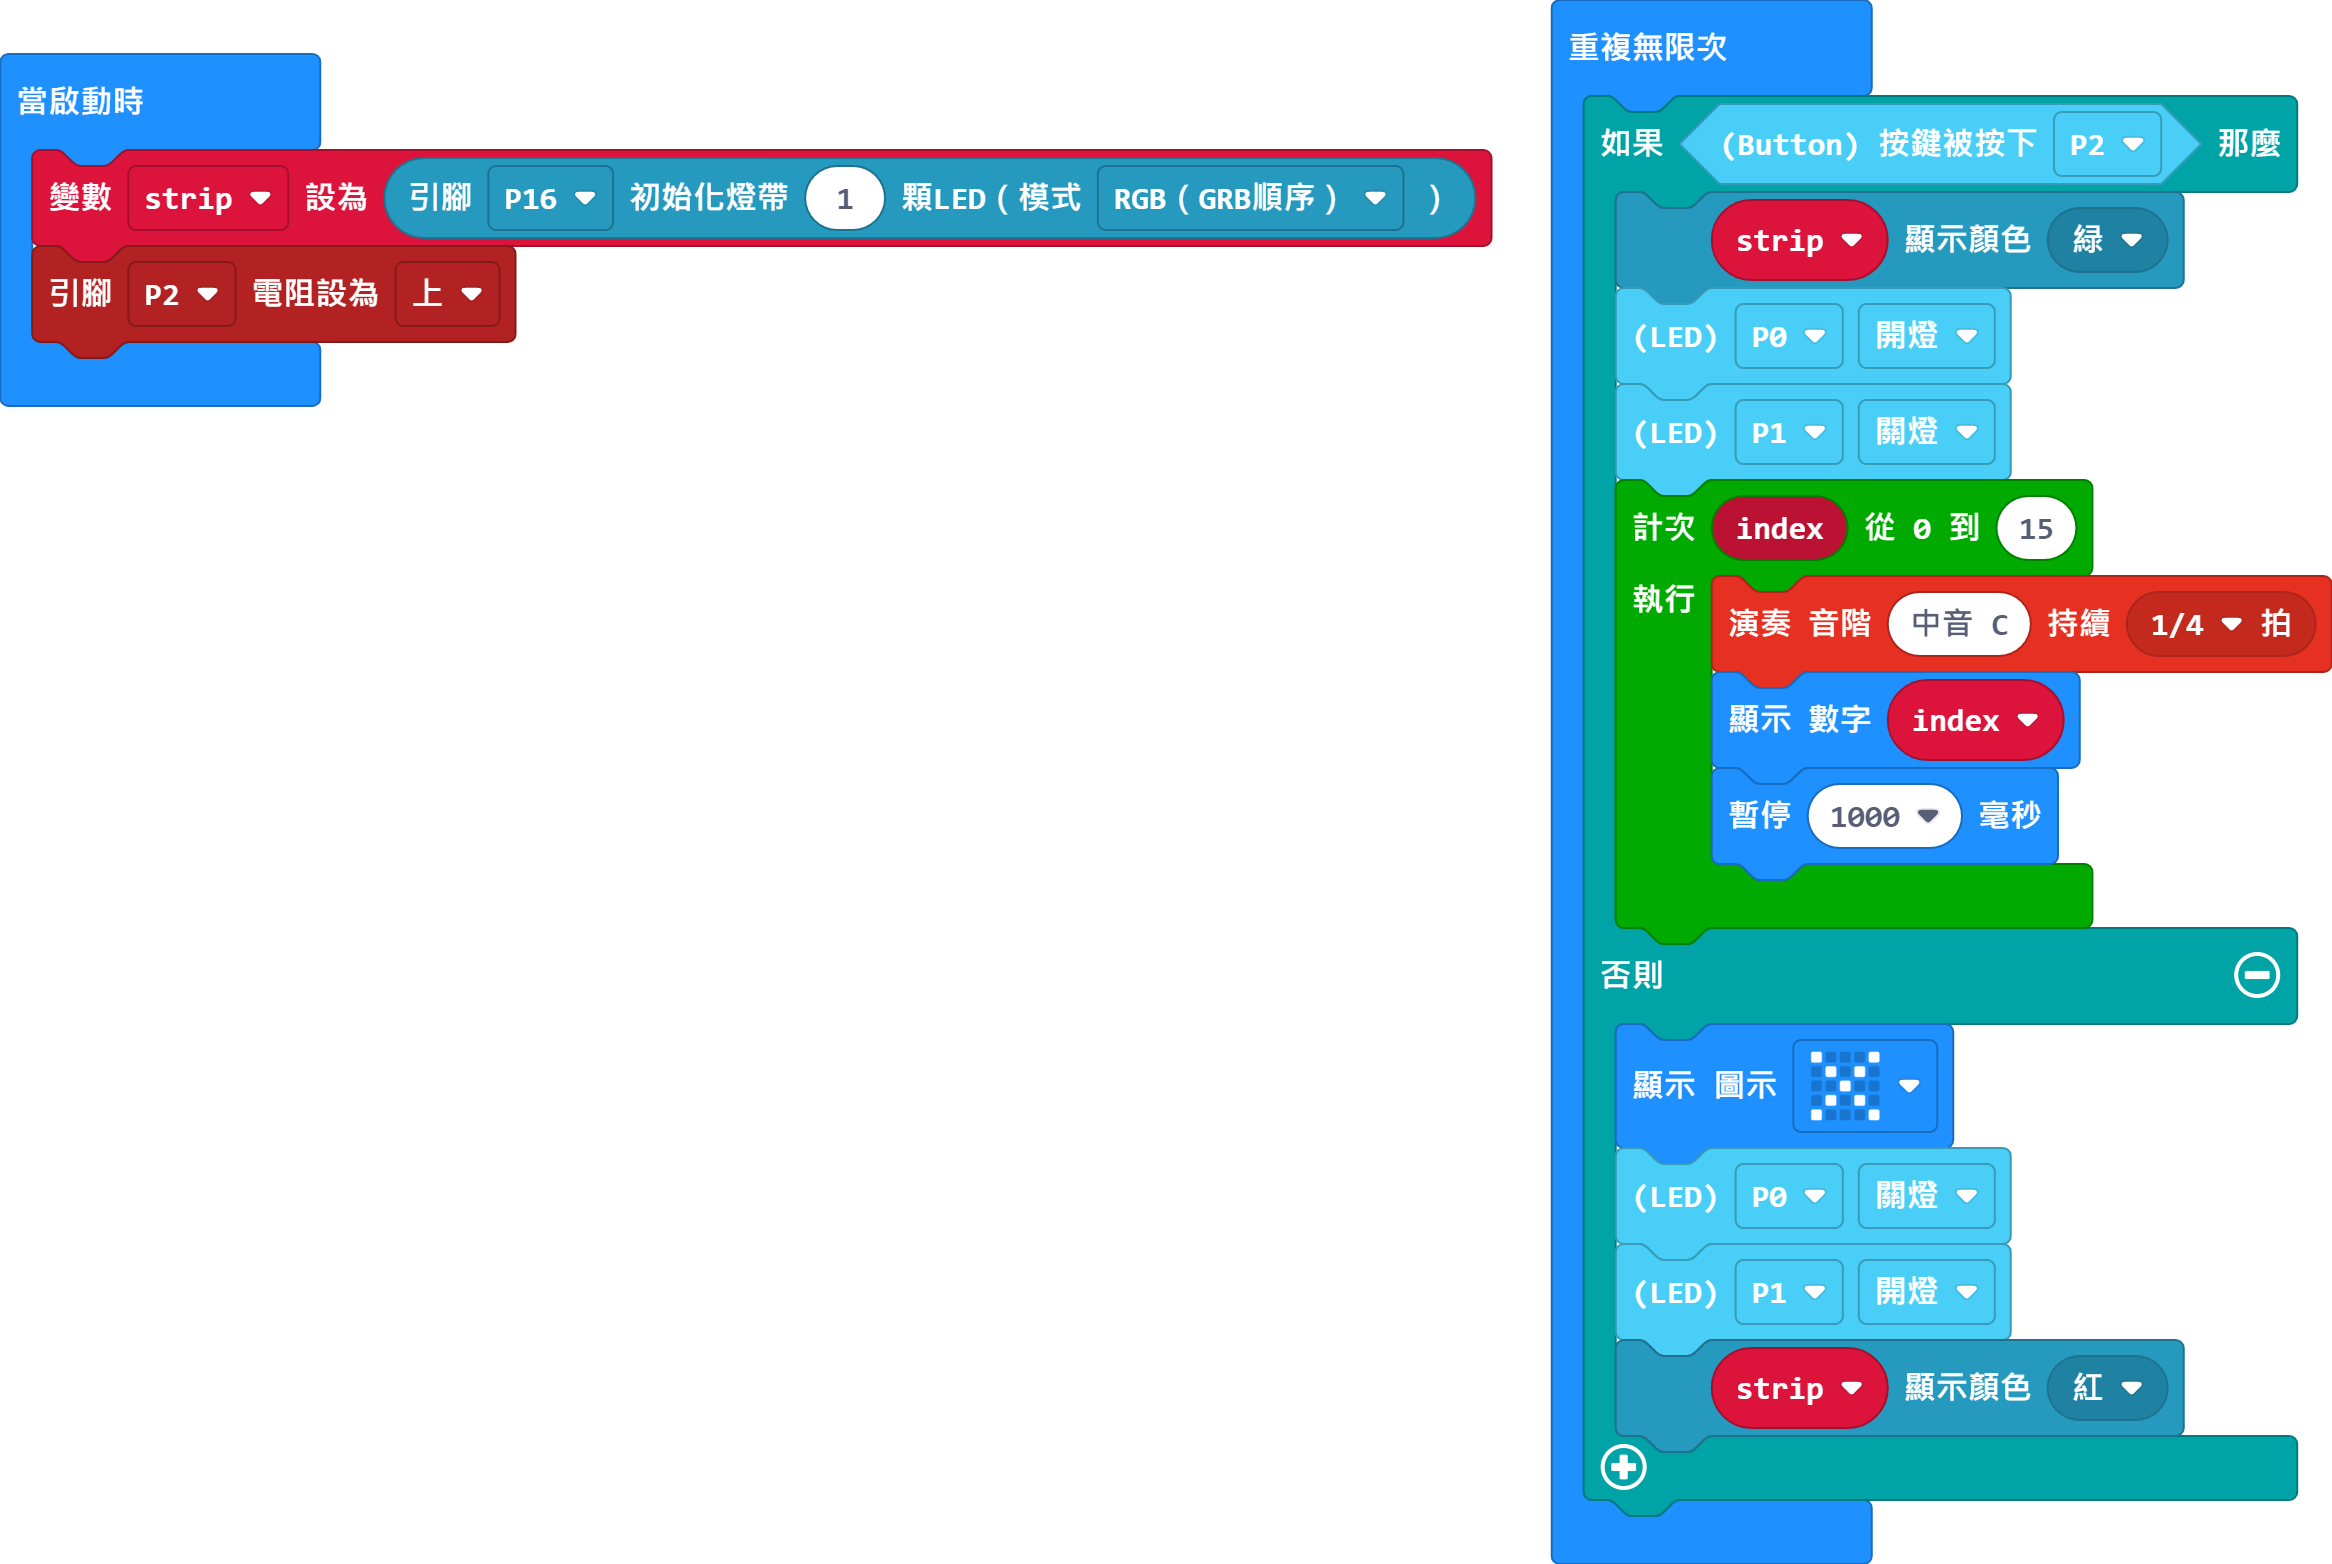 當啟動時
變數 strip 設為 引腳 P16 初始化燈帶 1 顆LED（模式 RGB（GRB順序） ）
引腳 P2 電阻設為 上
重複無限次
如果 (Button) 按鍵被按下 P2 那麼
strip 顯示顏色 緑
(LED) P0 開燈
(LED) P1 關燈
計次 index 從 0 到 15
執行
演奏 音階 中音 C 持續 1/4 拍
顯示 數字 index
暫停 1000 毫秒
否則
顯示 圖示
(LED) P0 關燈
(LED) P1 開燈
strip 顯示顏色 紅